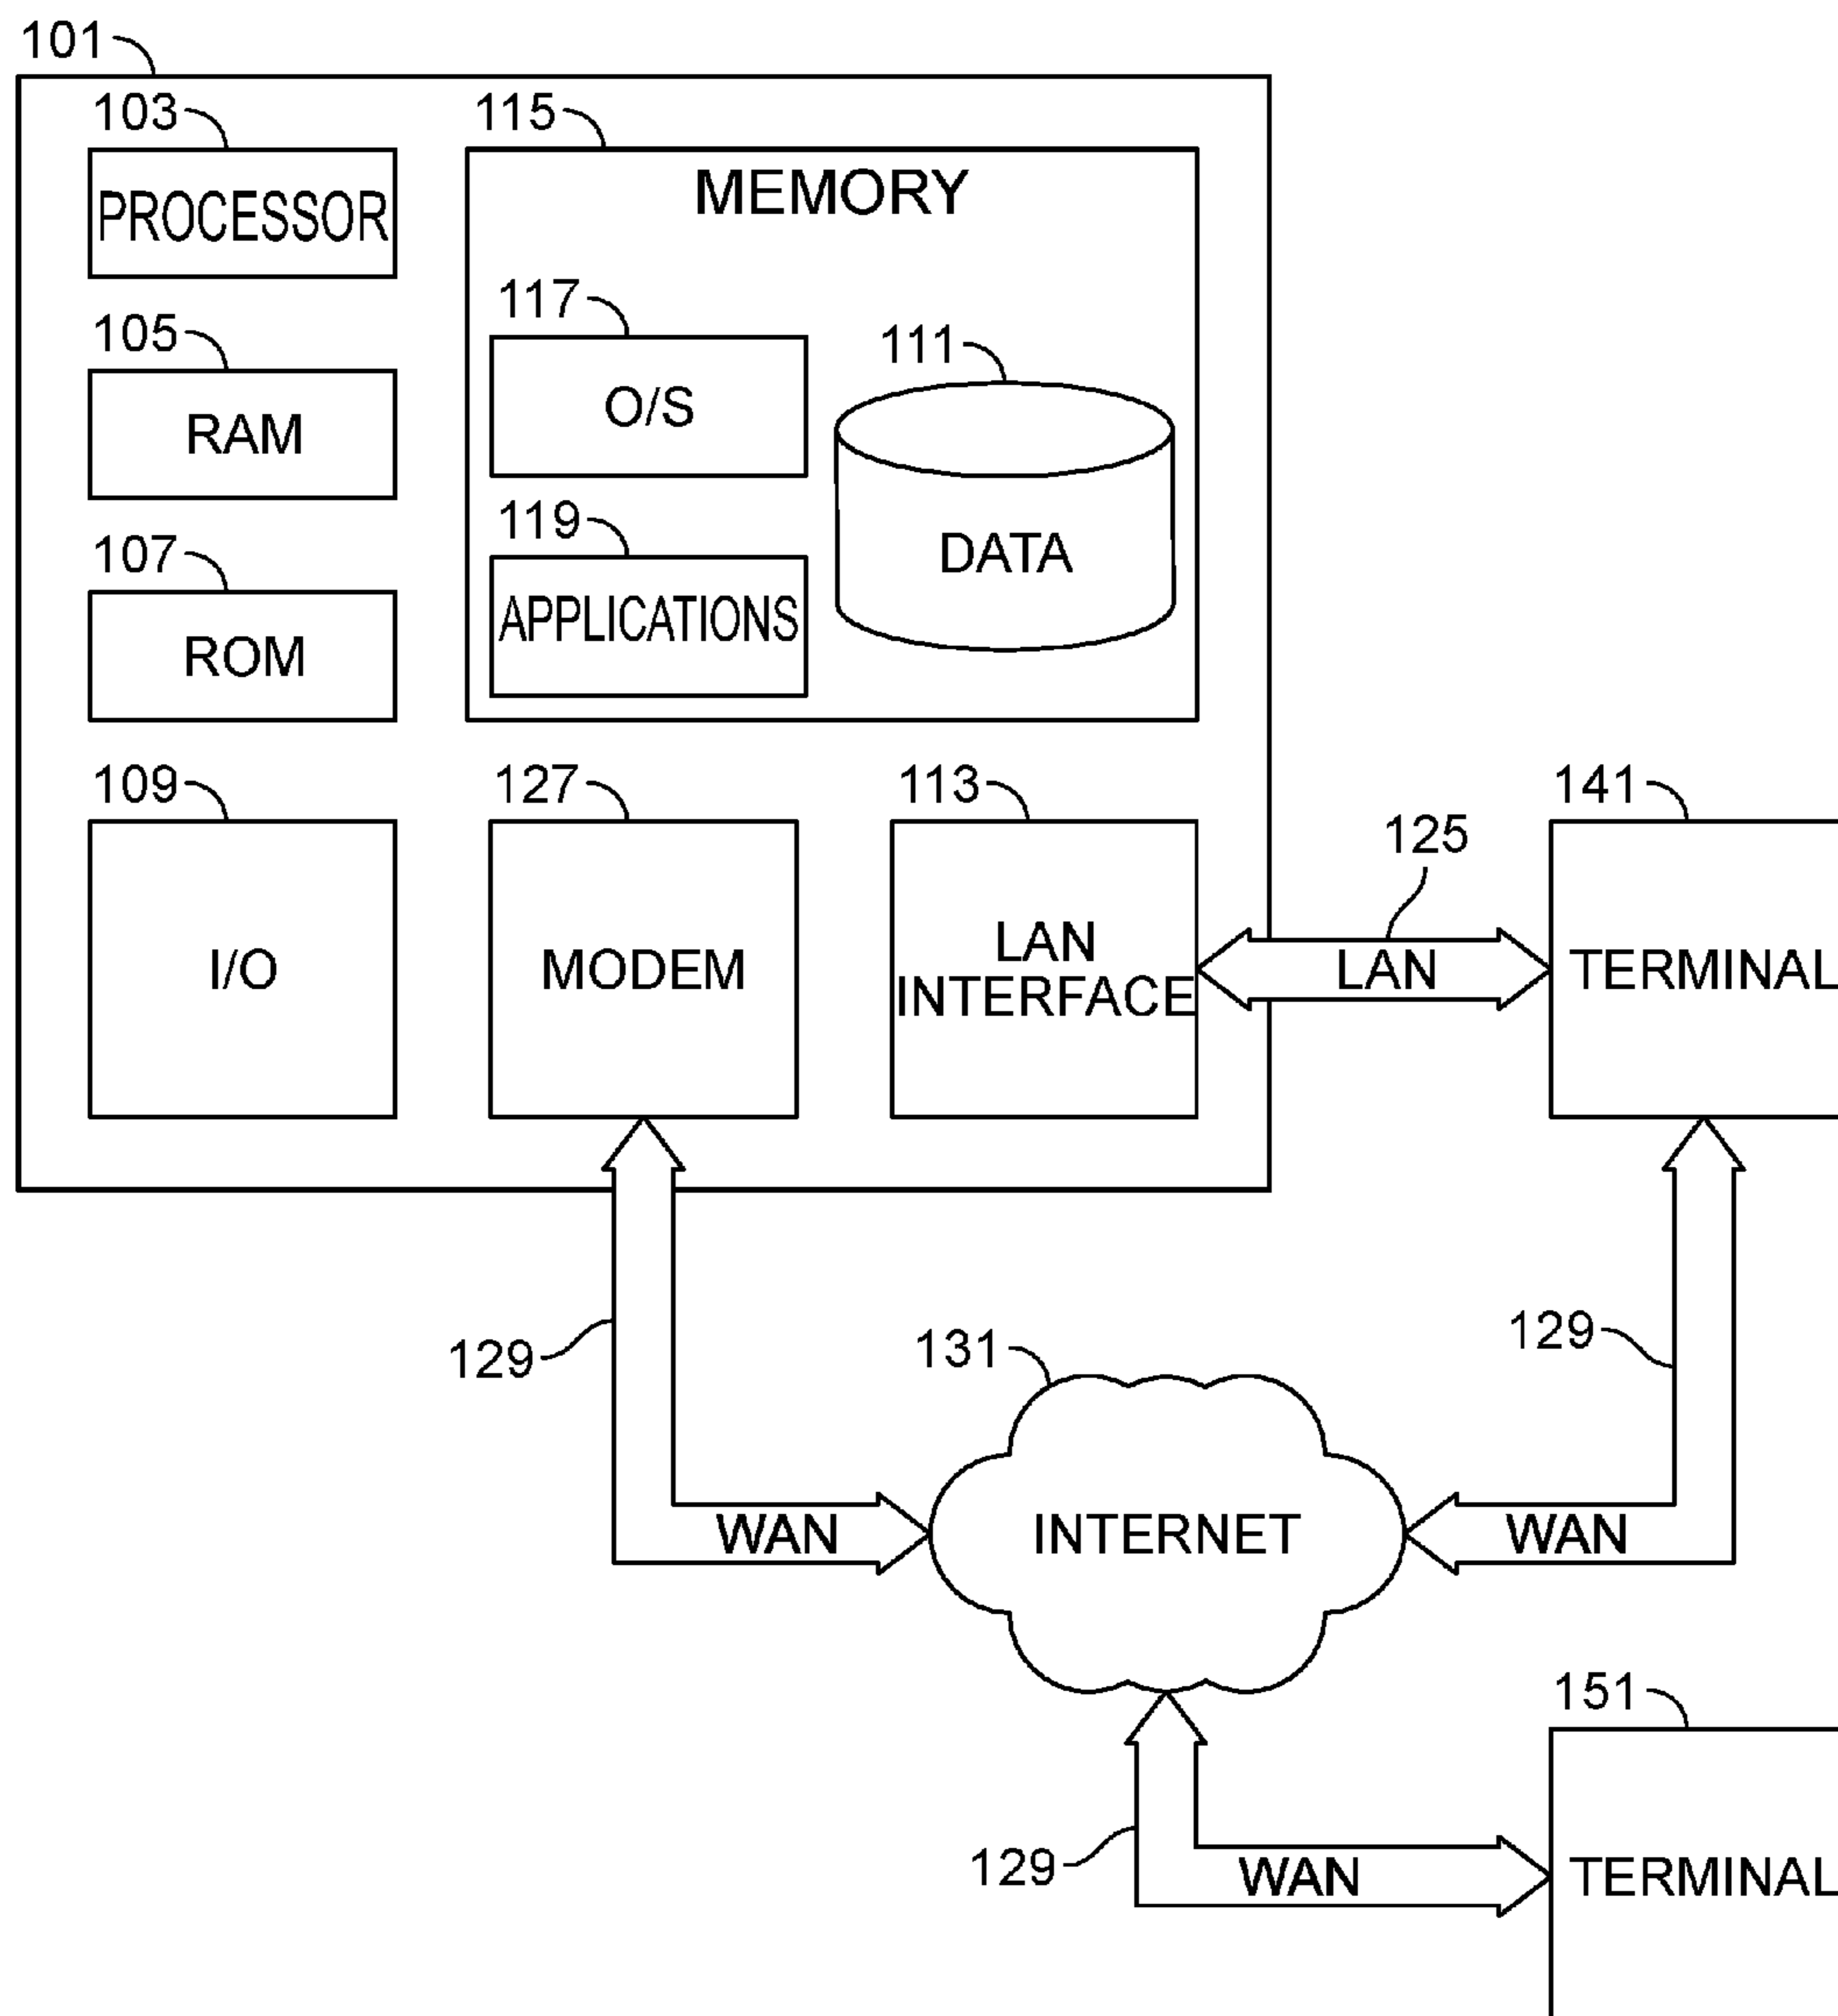 101
103
115
PROCESSOR
MEMORY
117
105
111
O/S
RAM
119
107
DATA
APPLICATIONS
ROM
109
127
113
141
125
I/O
MODEM
LAN
INTERFACE
LAN
TERMINAL
129
131
129
WAN
INTERNET
WAN
151
129
WAN
TERMINAL